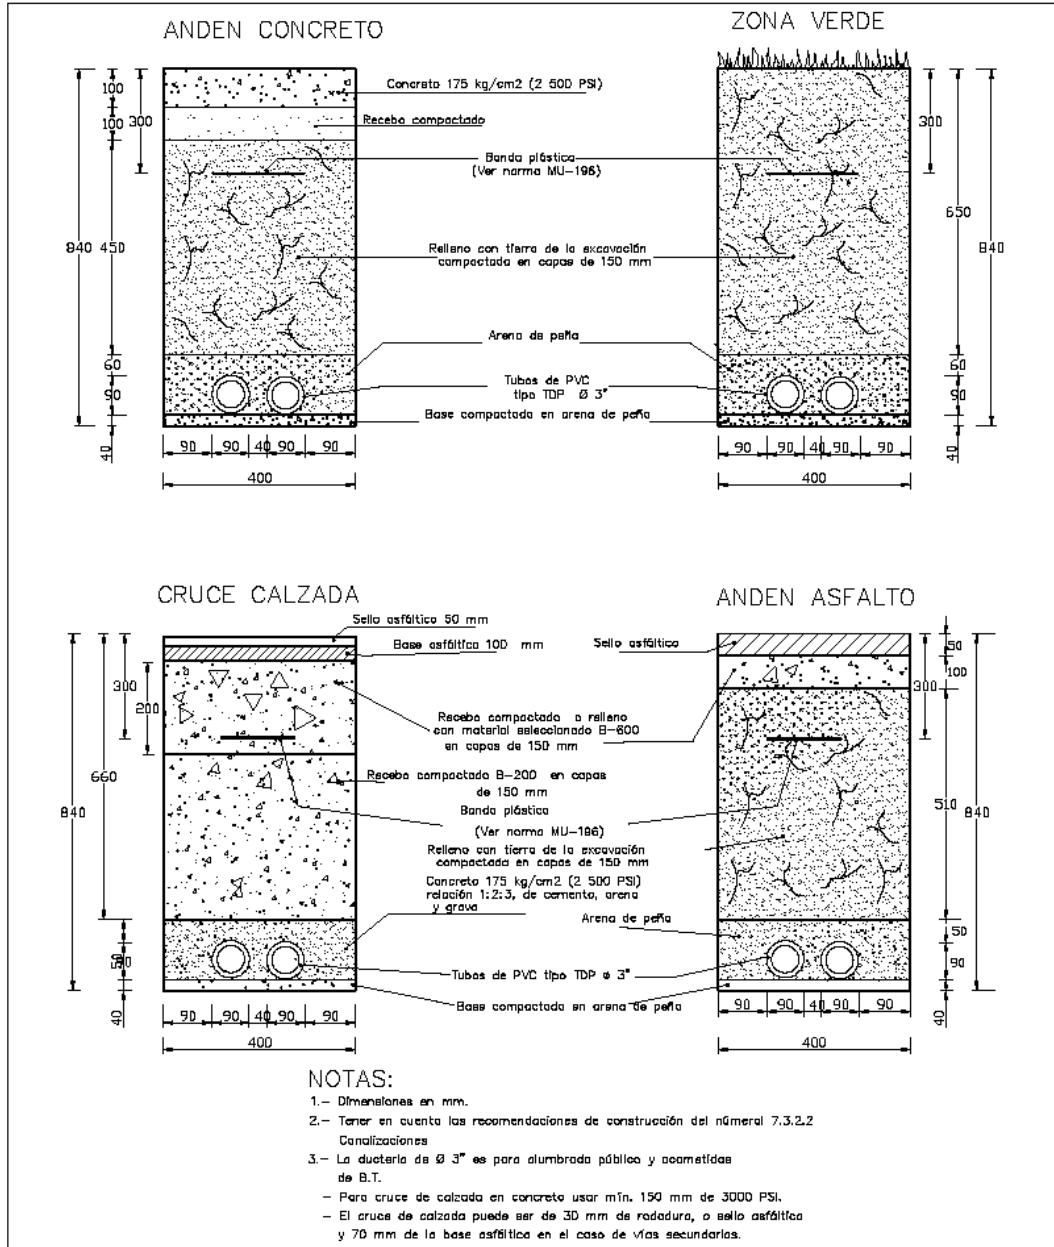 ANDEN CONCRETO
ZONA VERDE
100
100
300
450
840
60
90
40
90
90
40
90
90
400
Concreto 175 kg/cm2 (2 500 PSI)
Recebo compactado
Banda plástica
(Ver norma MU-196)
Relleno con tierra de la excavación
compactada en capas de 150 mm
Arena de peña
Tubos de PVC
tipo TDP Ø 3"
Base compactada en arena de peña
300
650
840
60
90
40
90
90
40
90
90
400
CRUCE CALZADA
ANDEN ASFALTO
Sello asfáltico 50 mm
Base asfáltica 100 mm
Sello asfáltico
300
200
660
840
50
40
90
90
40
90
90
400
Recebo compactado o relleno
con material seleccionado B-600
en capas de 150 mm
Recebo compactado B-200 en capas
de 150 mm
Banda plástica
(Ver norma MU-196)
Relleno con tierra de la excavación
compactada en capas de 150 mm
Concreto 175 kg/cm2 (2 500 PSI)
relación 1:2:3, de cemento, arena
y grava
Arena de peña
Tubos de PVC tipo TDP ø 3"
Base compactada en arena de peña
50
100
300
510
840
50
90
40
90
90
40
90
90
400
NOTAS:
1.- Dimensiones en mm.
2.- Tener en cuenta las recomendaciones de construcción del númeral 7.3.2.2
Canalizaciones
3.- La ductería de Ø 3" es para alumbrado público y acometidas
de B.T.
- Para cruce de calzada en concreto usar mín. 150 mm de 3000 PSI.
- El cruce de calzada puede ser de 30 mm de rodadura, o sello asfáltico
y 70 mm de la base asfáltica en el caso de vías secundarias.